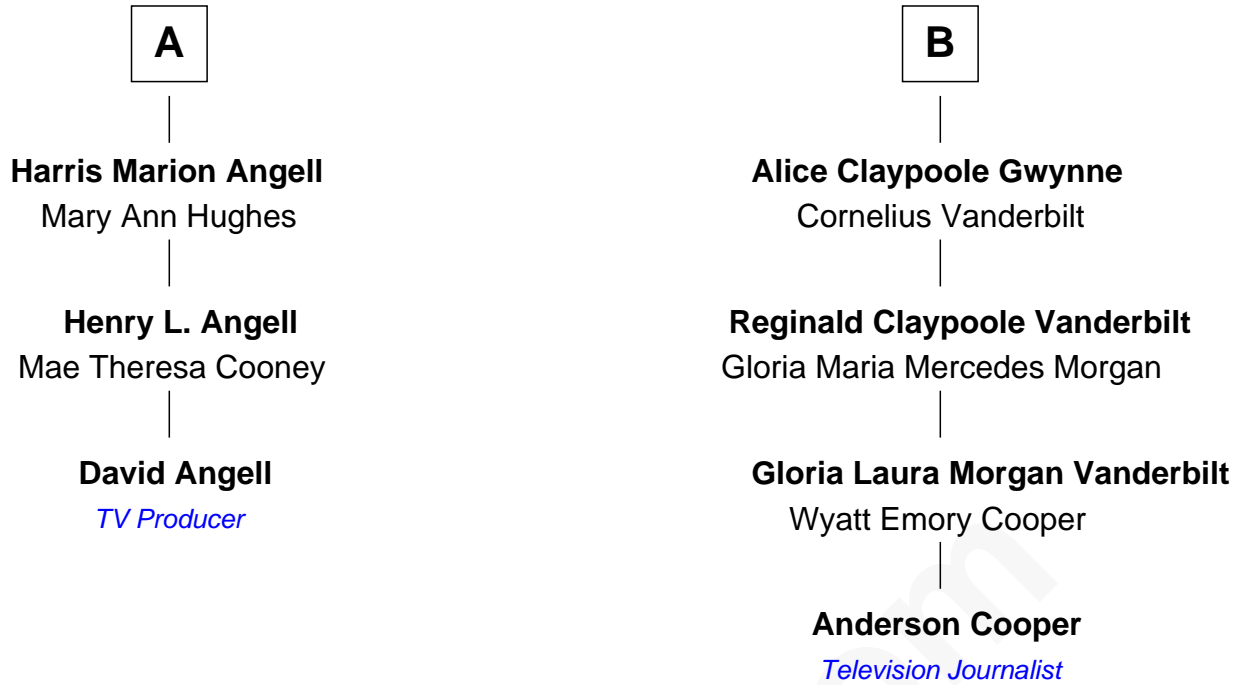 A
Harris Marion Angell
Mary Ann Hughes
Henry L. Angell
Mae Theresa Cooney
David Angell
TV Producer
B
Alice Claypoole Gwynne
Cornelius Vanderbilt
Reginald Claypoole Vanderbilt
Gloria Maria Mercedes Morgan
Gloria Laura Morgan Vanderbilt
Wyatt Emory Cooper
Anderson Cooper
Television Journalist